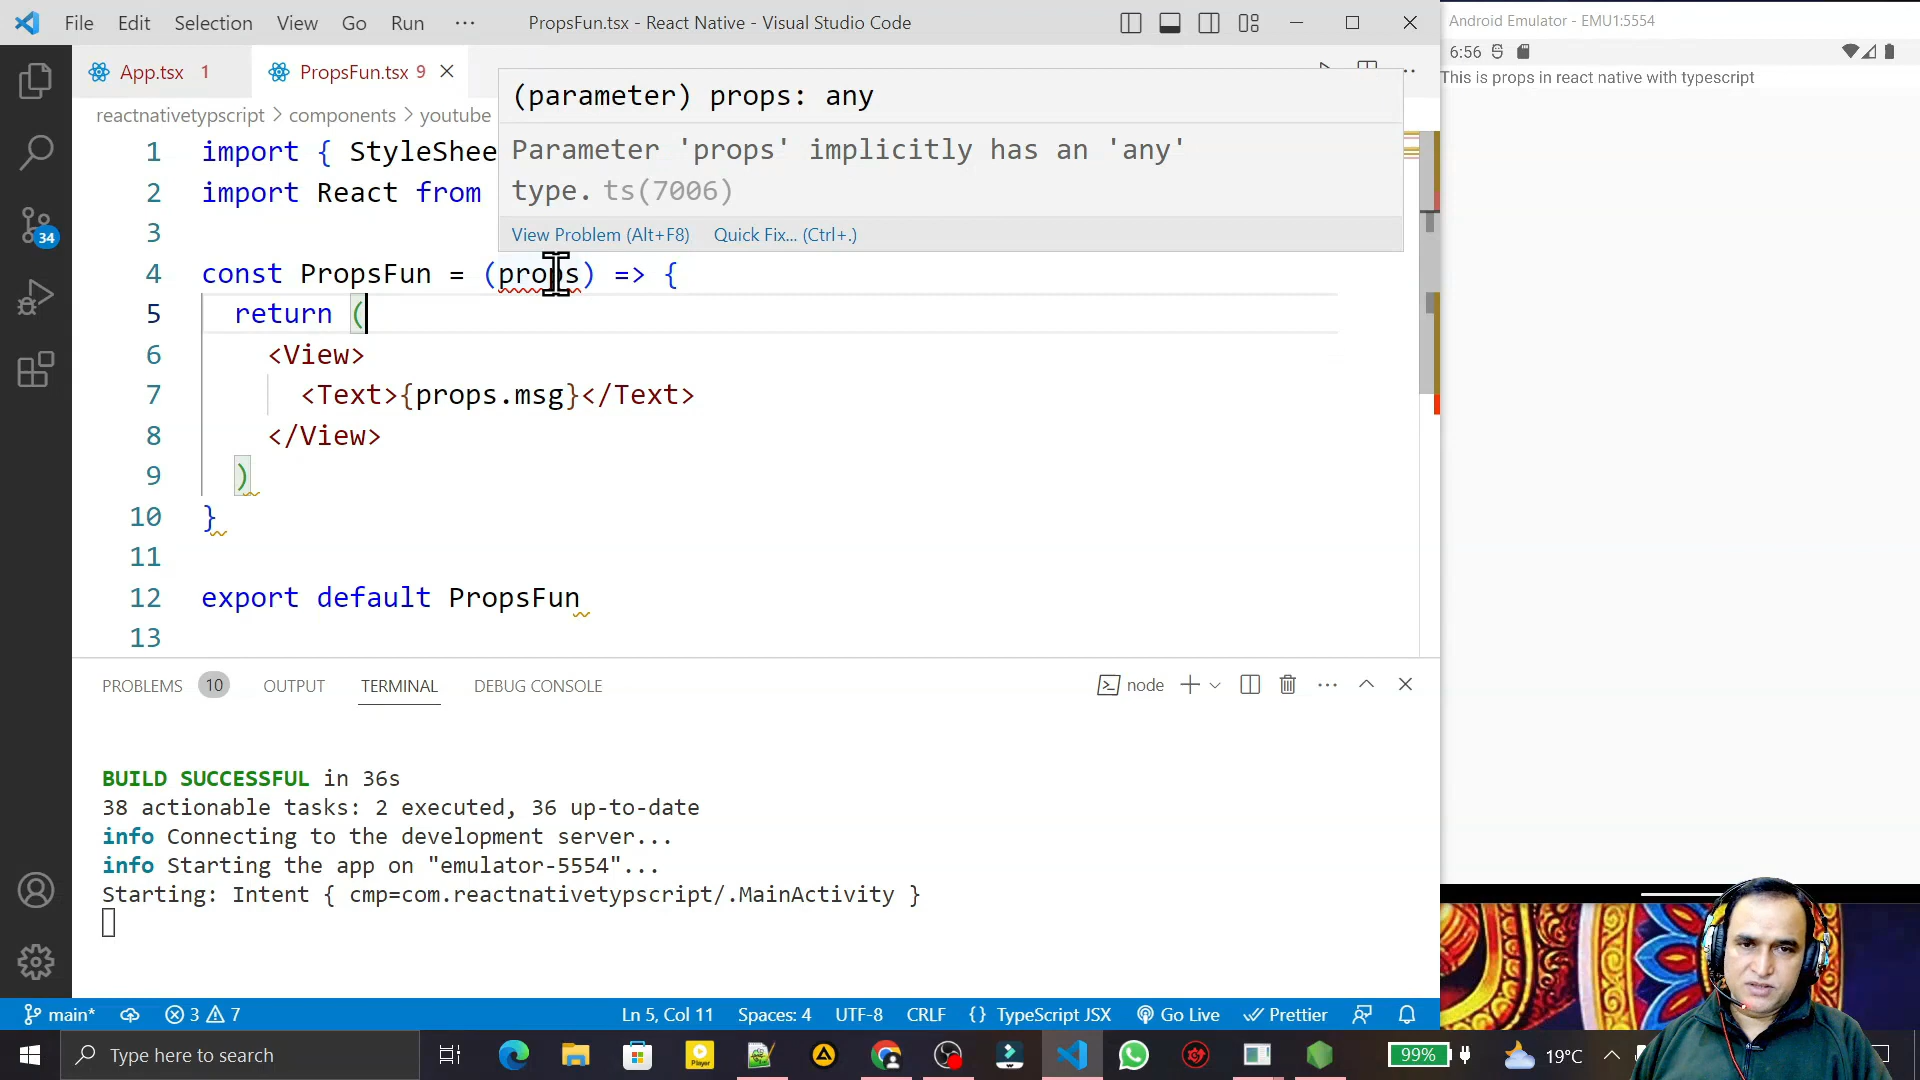 File Edit Selection View Go Run ··· PropsFun.tsx - React Native - Visual Studio Code
App.tsx 1 PropsFun.tsx 9
reactnativetypscript > components > youtube
(parameter) props: any
Parameter 'props' implicitly has an 'any'
type. ts(7006)
View Problem (Alt+F8) Quick Fix... (Ctrl+.)
1 import { StyleShee
2 import React from
3
4 const PropsFun = (props) => {
5 return (
6 <View>
7 <Text>{props.msg}</Text>
8 </View>
9 )
10 }
11
12 export default PropsFun
13
PROBLEMS 10 OUTPUT TERMINAL DEBUG CONSOLE node
BUILD SUCCESSFUL in 36s
38 actionable tasks: 2 executed, 36 up-to-date
info Connecting to the development server...
info Starting the app on "emulator-5554"...
Starting: Intent { cmp=com.reactnativetypscript/.MainActivity }
34
main* 3 7 Ln 5, Col 11 Spaces: 4 UTF-8 CRLF {} TypeScript JSX Go Live Prettier
Type here to search
Player
99% 19°C
Android Emulator - EMU1:5554
6:56
This is props in react native with typescript